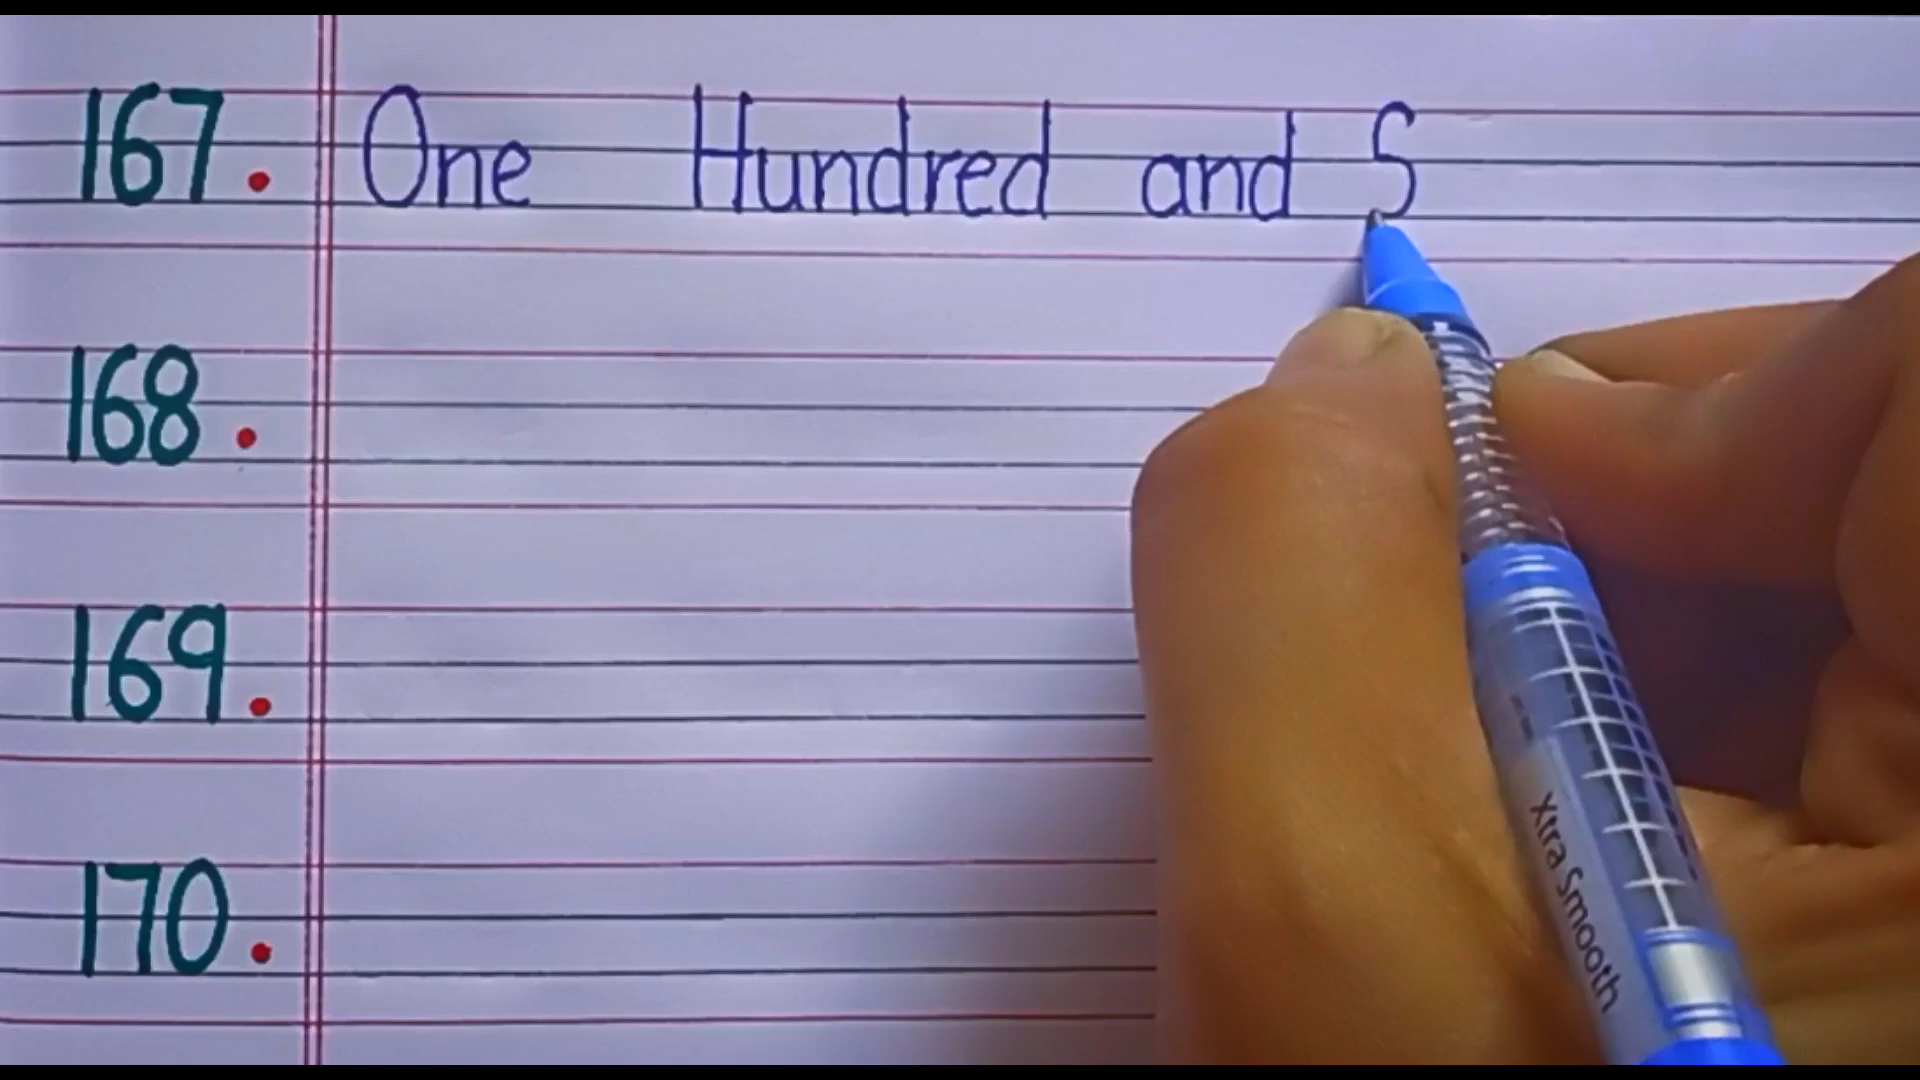 167. One Hundred and S
168.
169.
170.
Xtra Smooth